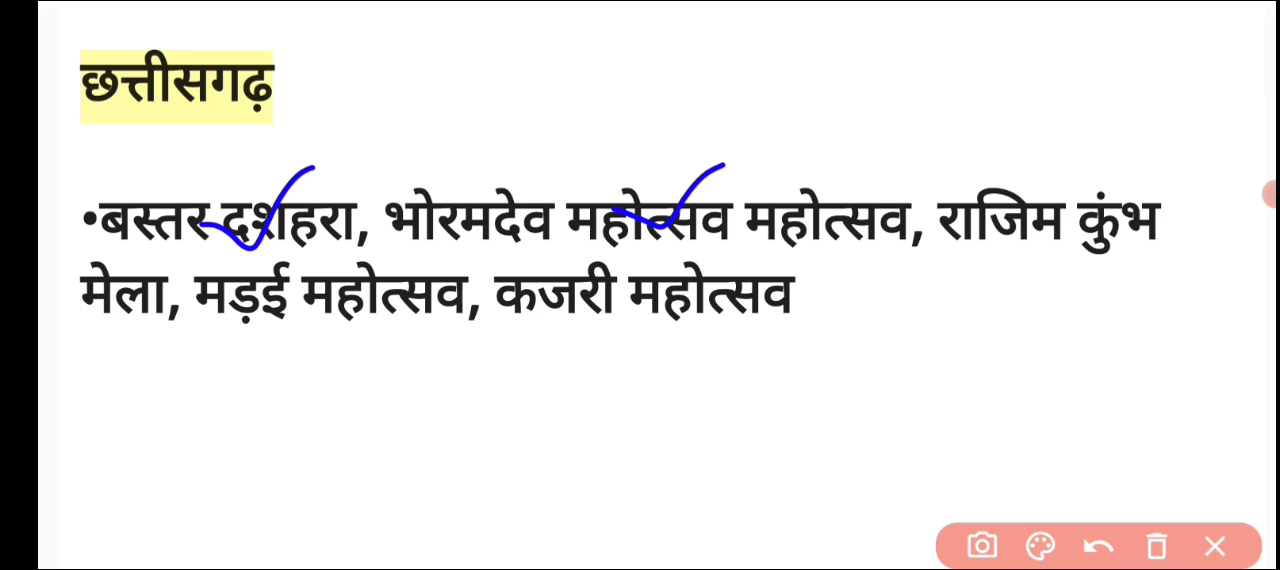 छत्तीसगढ़
•बस्तर दशहरा, भोरमदेव महोत्सव महोत्सव, राजिम कुंभ
मेला, मड़ई महोत्सव, कजरी महोत्सव